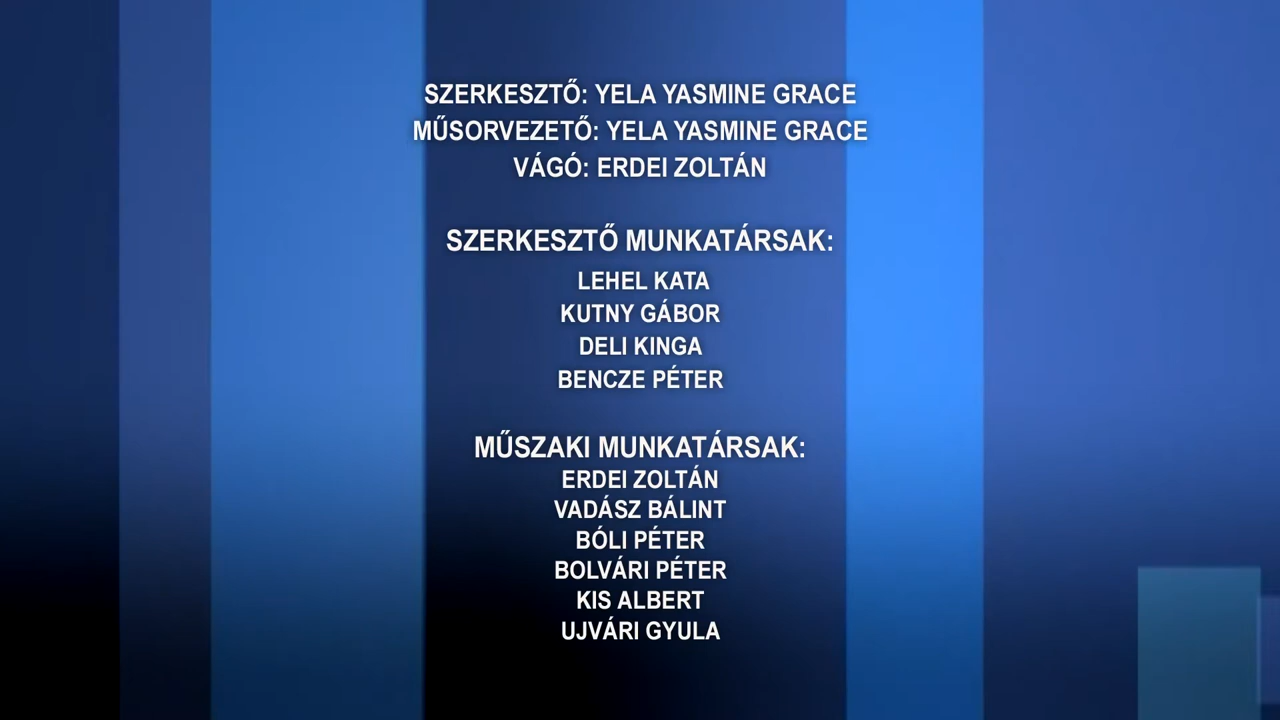 SZERKESZTŐ: YELA YASMINE GRACE
MŰSORVEZETŐ: YELA YASMINE GRACE
VÁGÓ: ERDEI ZOLTÁN
SZERKESZTŐ MUNKATÁRSAK:
LEHEL KATA
KUTNY GÁBOR
DELI KINGA
BENCZE PÉTER
MŰSZAKI MUNKATÁRSAK:
ERDEI ZOLTÁN
VADÁSZ BÁLINT
BÓLI PÉTER
BOLVÁRI PÉTER
KIS ALBERT
UJVÁRI GYULA